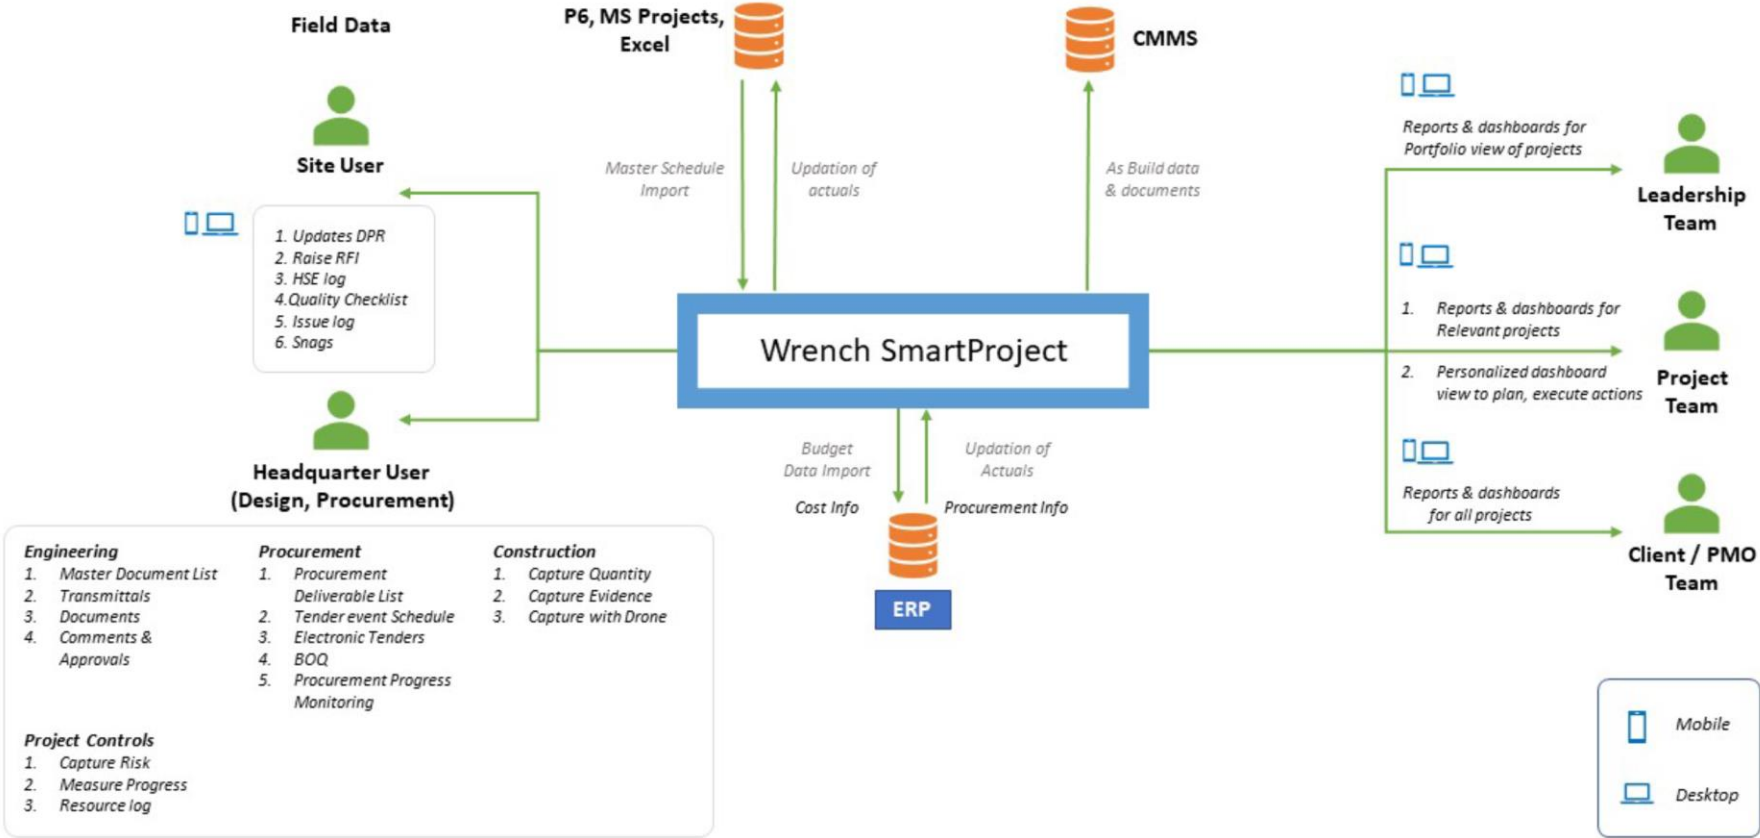 Field Data
P6, MS Projects,
Excel
CMMS
Site User
1. Updates DPR
2. Raise RFI
3. HSE log
4.Quality Checklist
5. Issue log
6. Snags
Master Schedule
Import
Updation of
actuals
As Build data
& documents
Reports & dashboards for
Portfolio view of projects
Leadership
Team
Wrench SmartProject
1. Reports & dashboards for
Relevant projects
2. Personalized dashboard
view to plan, execute actions
Project
Team
Headquarter User
(Design, Procurement)
Budget
Data Import
Cost Info
Updation of
Actuals
Procurement Info
ERP
Reports & dashboards
for all projects
Client / PMO
Team
Engineering
1. Master Document List
2. Transmittals
3. Documents
4. Comments &
Approvals
Procurement
1. Procurement
Deliverable List
2. Tender event Schedule
3. Electronic Tenders
4. BOQ
5. Procurement Progress
Monitoring
Construction
1. Capture Quantity
2. Capture Evidence
3. Capture with Drone
Project Controls
1. Capture Risk
2. Measure Progress
3. Resource log
Mobile
Desktop